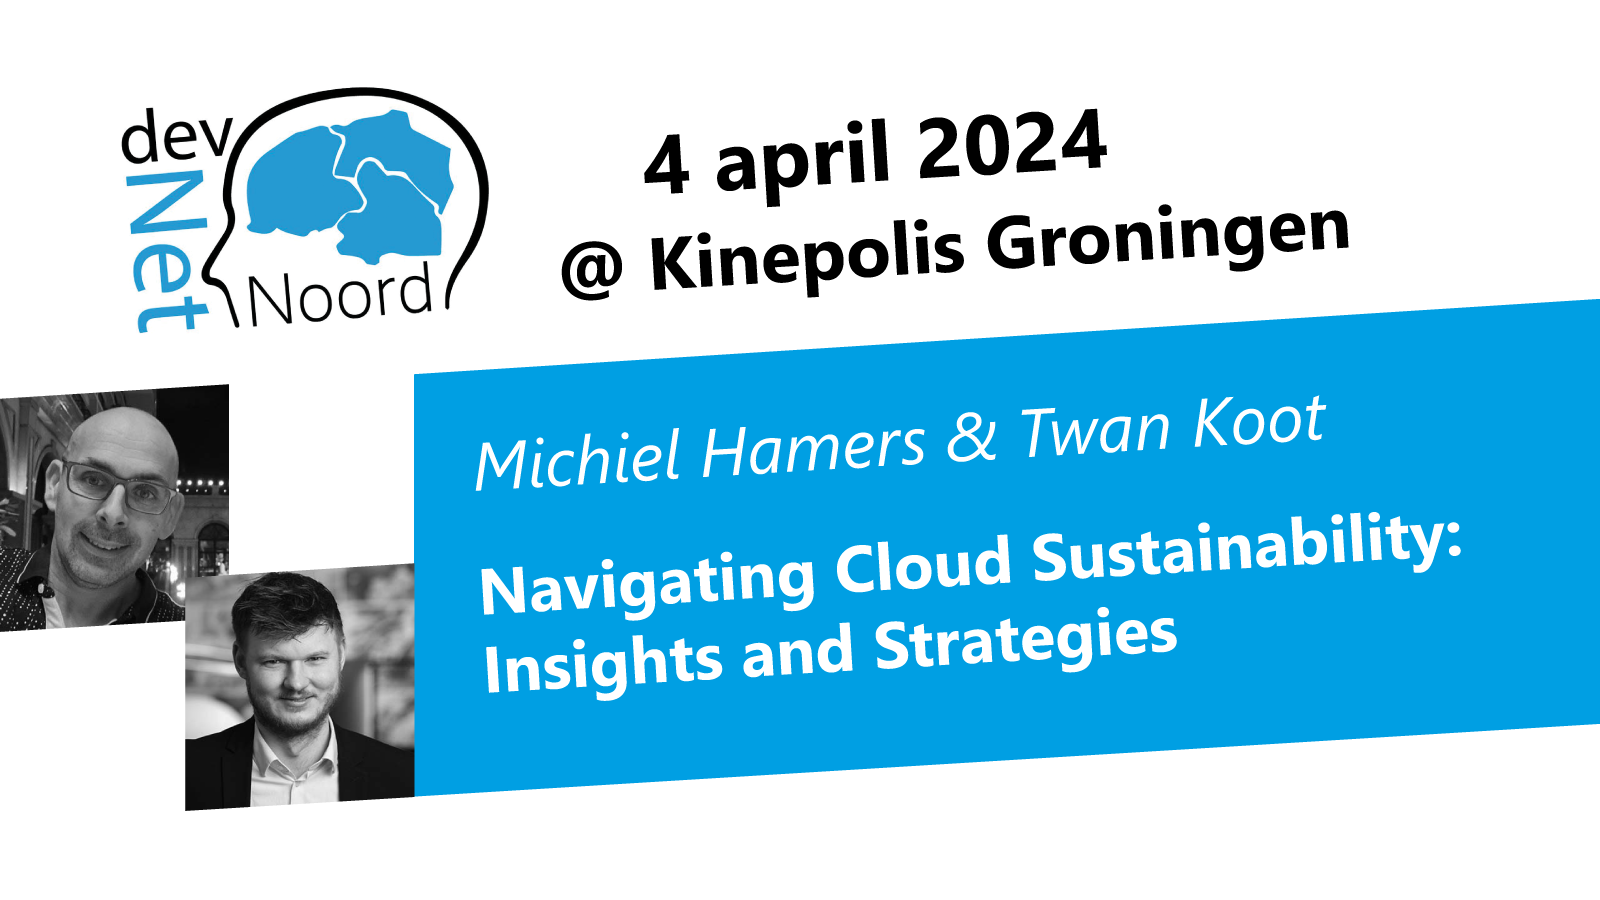 dev
Net
Noord
4 april 2024
@ Kinepolis Groningen
Michiel Hamers & Twan Koot
Navigating Cloud Sustainability:
Insights and Strategies